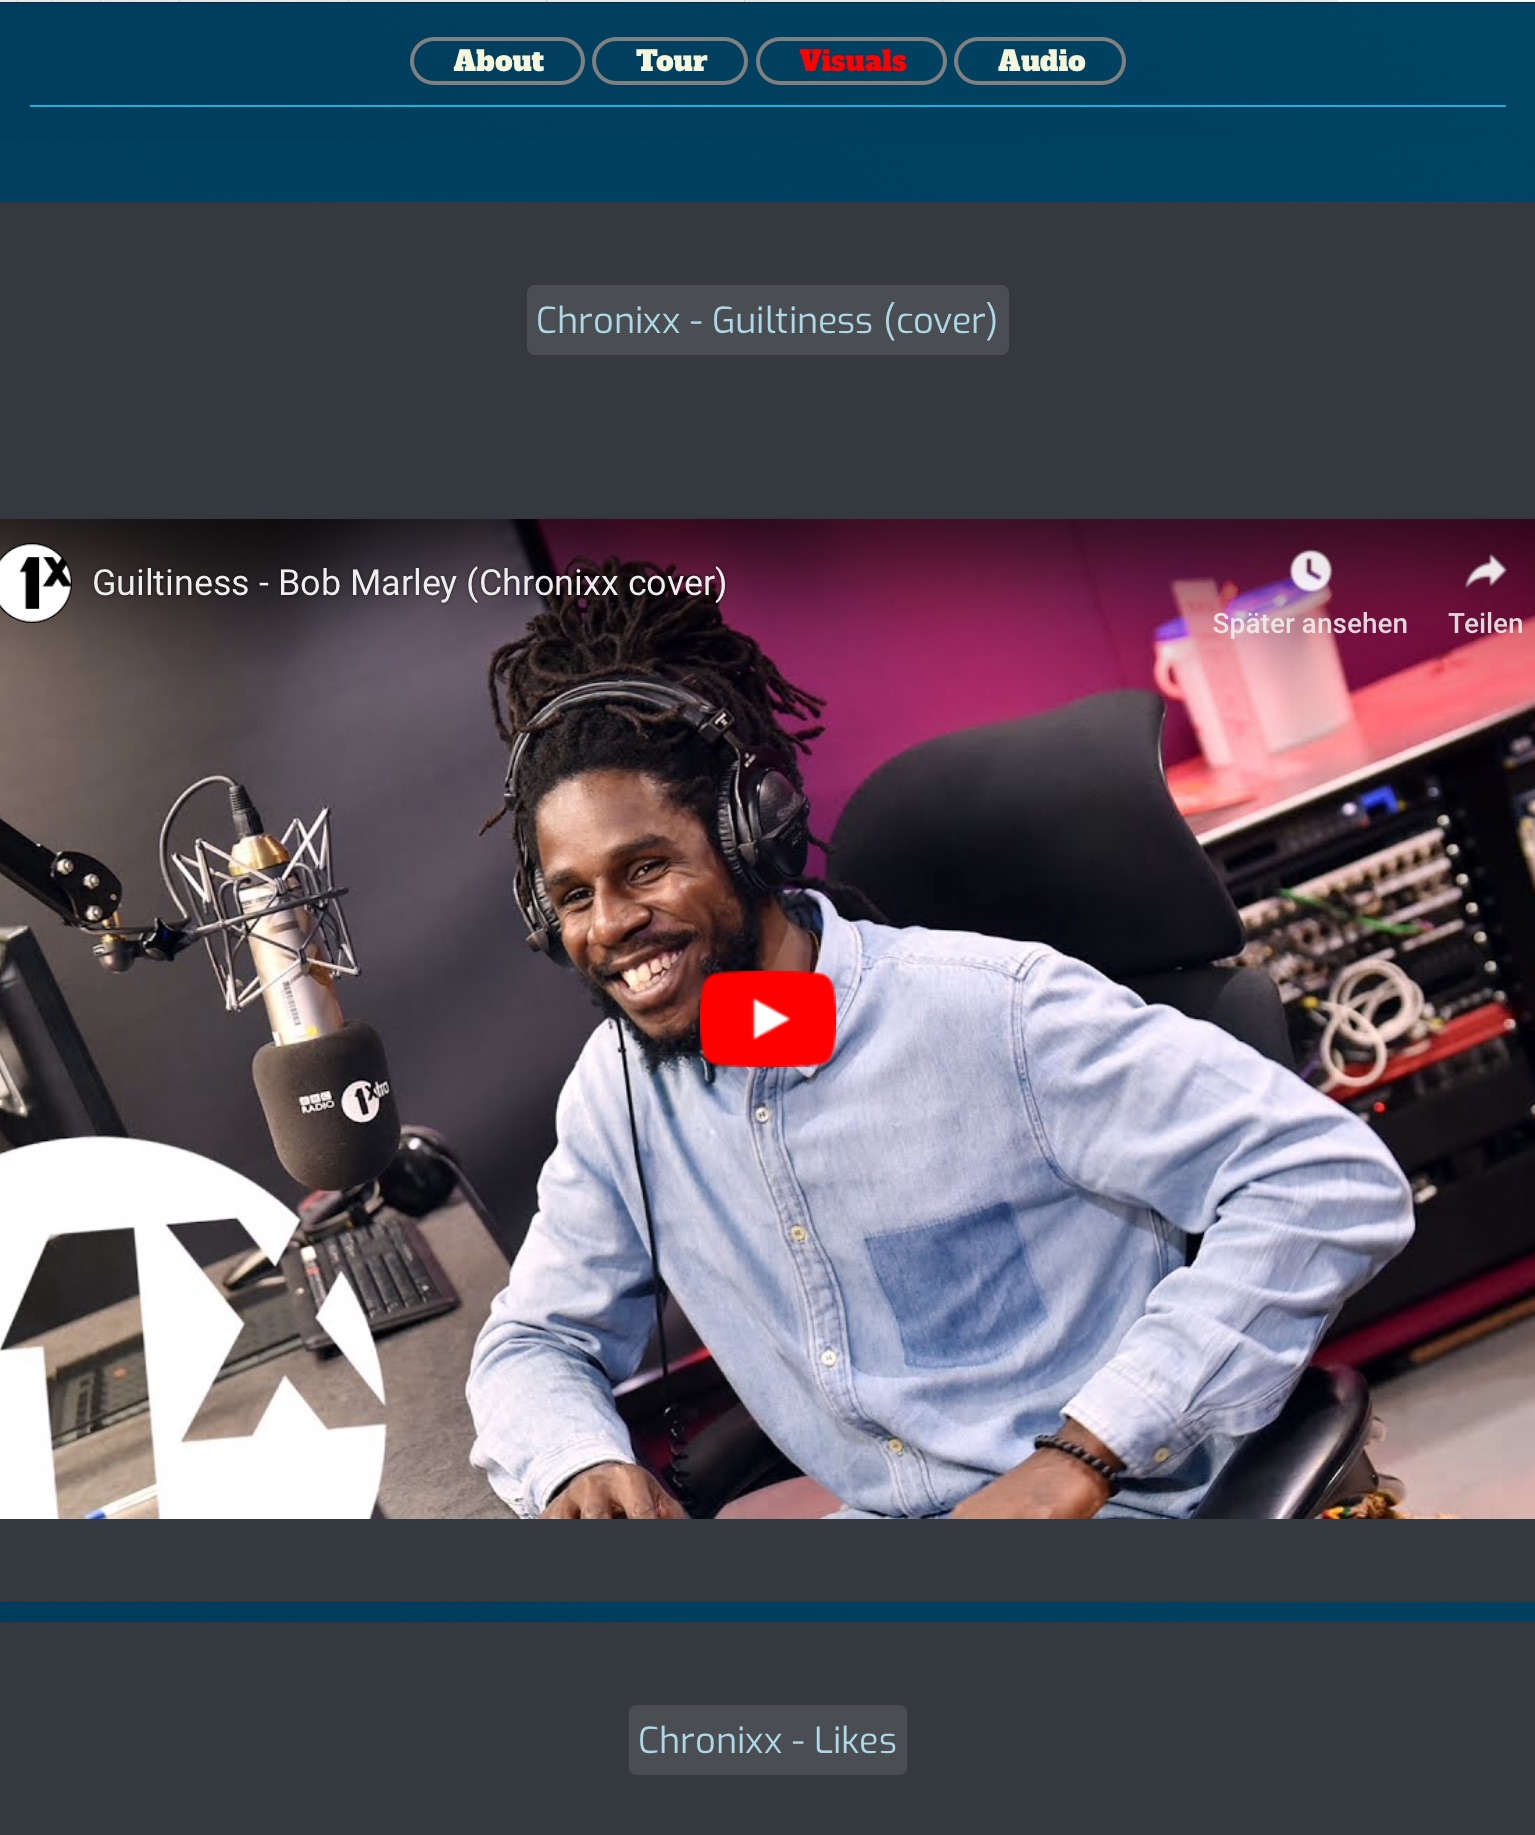 About Tour Visuals Audio
Chronixx - Guiltiness (cover)
1X
Guiltiness - Bob Marley (Chronixx cover)
Später ansehen
Teilen
BBC
RADIO
1Xtra
1X
Chronixx - Likes